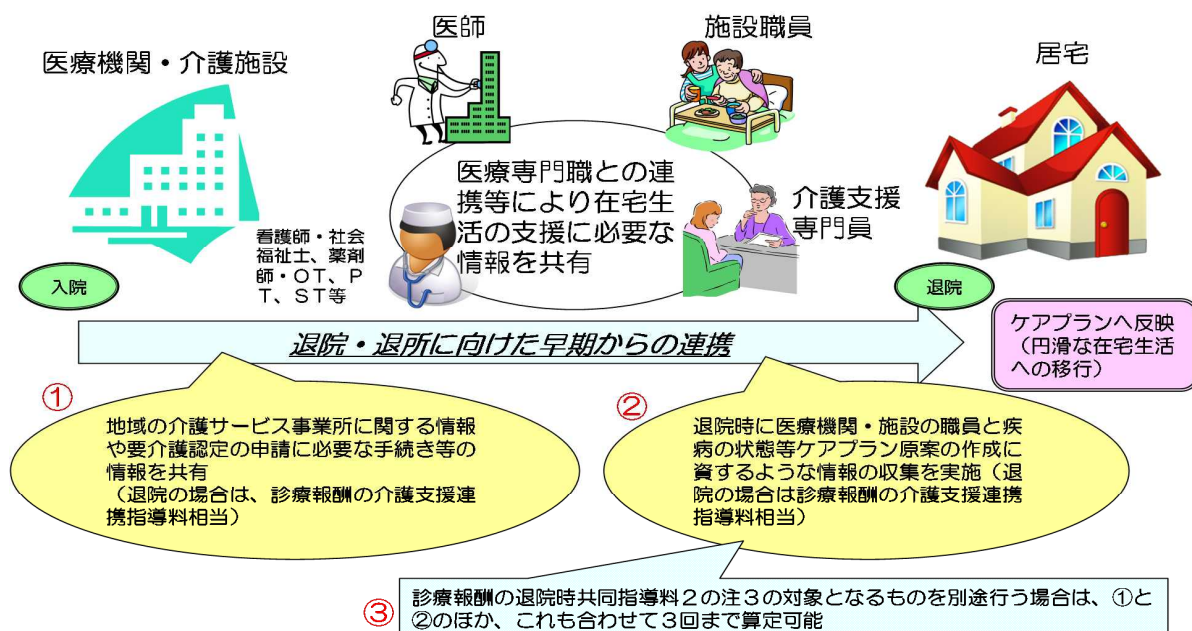 医療機関・介護施設
医師
施設職員
居宅
医療専門職との連
携等により在宅生
活の支援に必要な
情報を共有
介護支援
専門員
看護師・社会
福祉士、薬剤
師・OT、P
T、ST等
入院
退院
退院・退所に向けた早期からの連携
ケアプランへ反映
(円滑な在宅生活
への移行)
①
地域の介護サービス事業所に関する情報
や要介護認定の申請に必要な手続き等の
情報を共有
(退院の場合は、診療報酬の介護支援連
携指導料相当)
②
退院時に医療機関・施設の職員と疾
病の状態等ケアプラン原案の作成に
資するような情報の収集を実施(退
院の場合は診療報酬の介護支援連携
指導料相当)
③
診療報酬の退院時共同指導料2の注3の対象となるものを別途行う場合は、①と
②のほか、これも合わせて3回まで算定可能